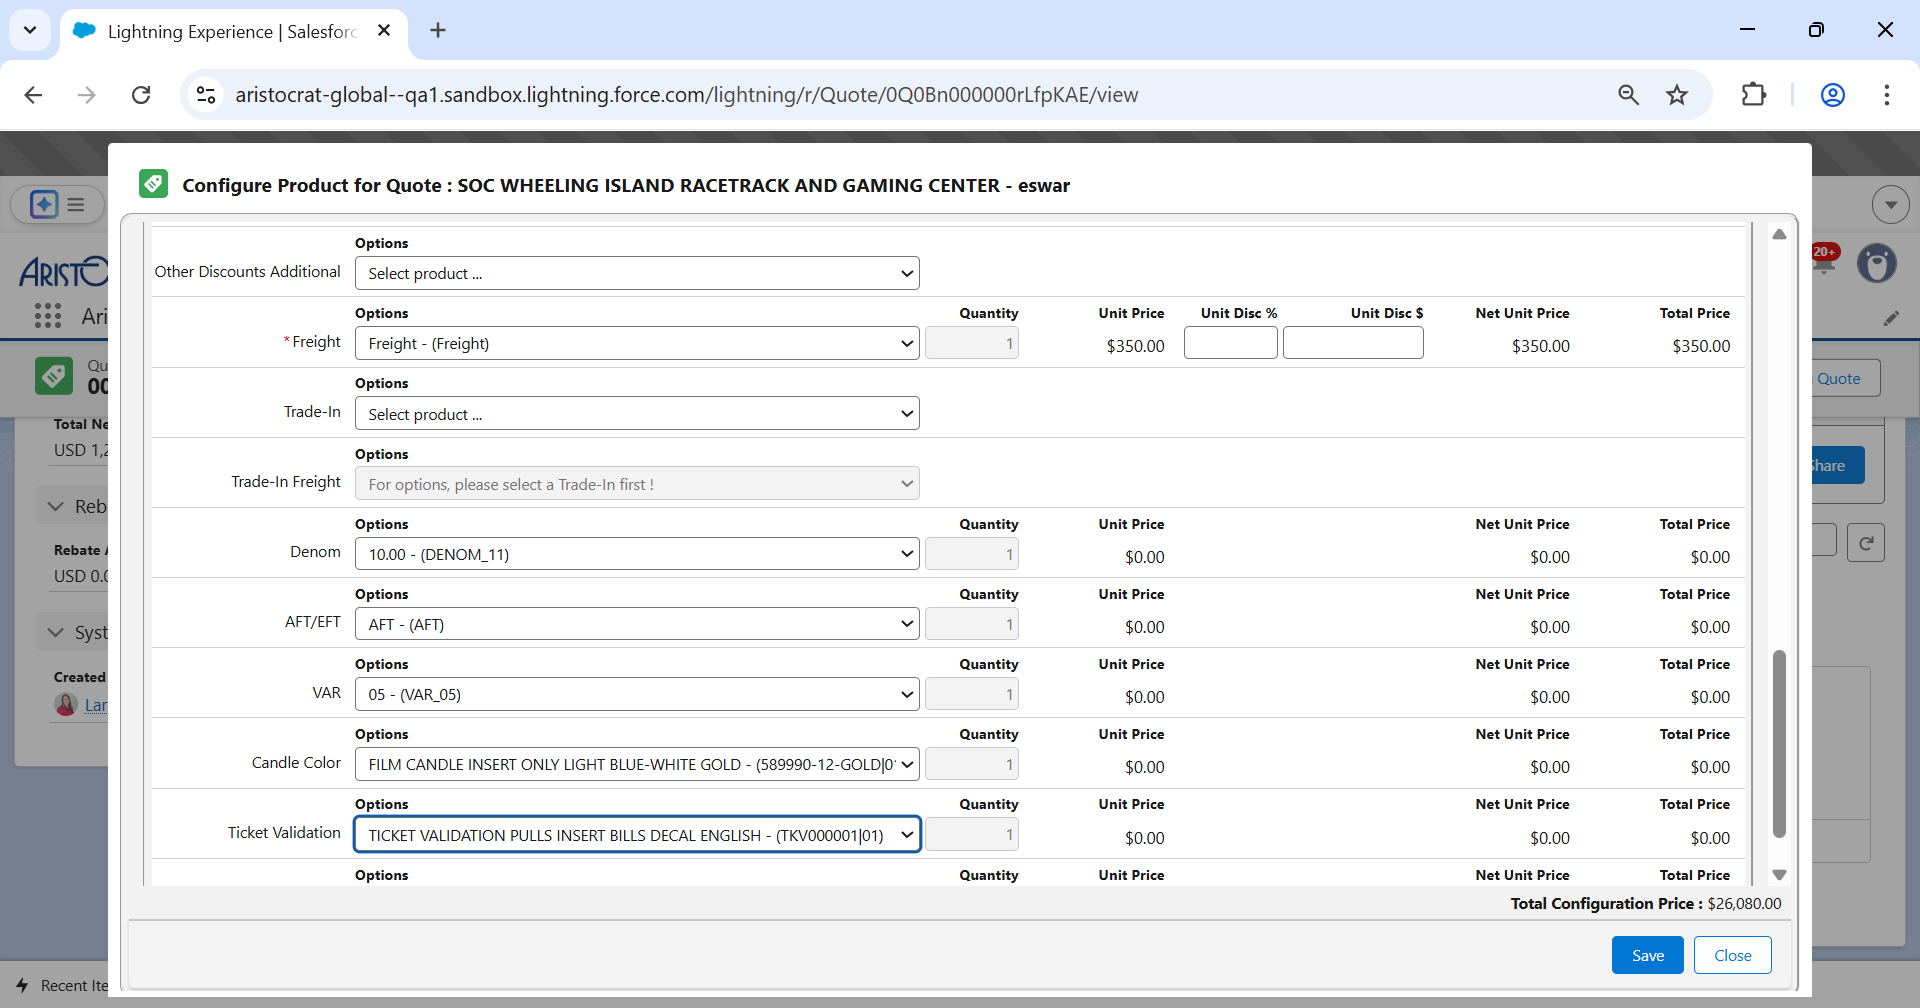 Lightning Experience | Salesforc
aristocrat-global--qa1.sandbox.lightning.force.com/lightning/r/Quote/0Q0Bn000000rLfpKAE/view
Configure Product for Quote : SOC WHEELING ISLAND RACETRACK AND GAMING CENTER - eswar
ARISTO
20+
Ari
Qu
00
Quote
Total Ne
USD 1,2
Share
Reb
Rebate A
USD 0.0
Syst
Created
Lar
Options
Other Discounts Additional Select product ...
Options Quantity Unit Price Unit Disc % Unit Disc $ Net Unit Price Total Price
*Freight Freight - (Freight) 1 $350.00 $350.00 $350.00
Options
Trade-In Select product ...
Options
Trade-In Freight For options, please select a Trade-In first !
Options Quantity Unit Price Net Unit Price Total Price
Denom 10.00 - (DENOM_11) 1 $0.00 $0.00 $0.00
Options Quantity Unit Price Net Unit Price Total Price
AFT/EFT AFT - (AFT) 1 $0.00 $0.00 $0.00
Options Quantity Unit Price Net Unit Price Total Price
VAR 05 - (VAR_05) 1 $0.00 $0.00 $0.00
Options Quantity Unit Price Net Unit Price Total Price
Candle Color FILM CANDLE INSERT ONLY LIGHT BLUE-WHITE GOLD - (589990-12-GOLD|0 1 $0.00 $0.00 $0.00
Options Quantity Unit Price Net Unit Price Total Price
Ticket Validation TICKET VALIDATION PULLS INSERT BILLS DECAL ENGLISH - (TKV000001|01) 1 $0.00 $0.00 $0.00
Options Quantity Unit Price Net Unit Price Total Price
Total Configuration Price : $26,080.00
Save Close
Recent Ite